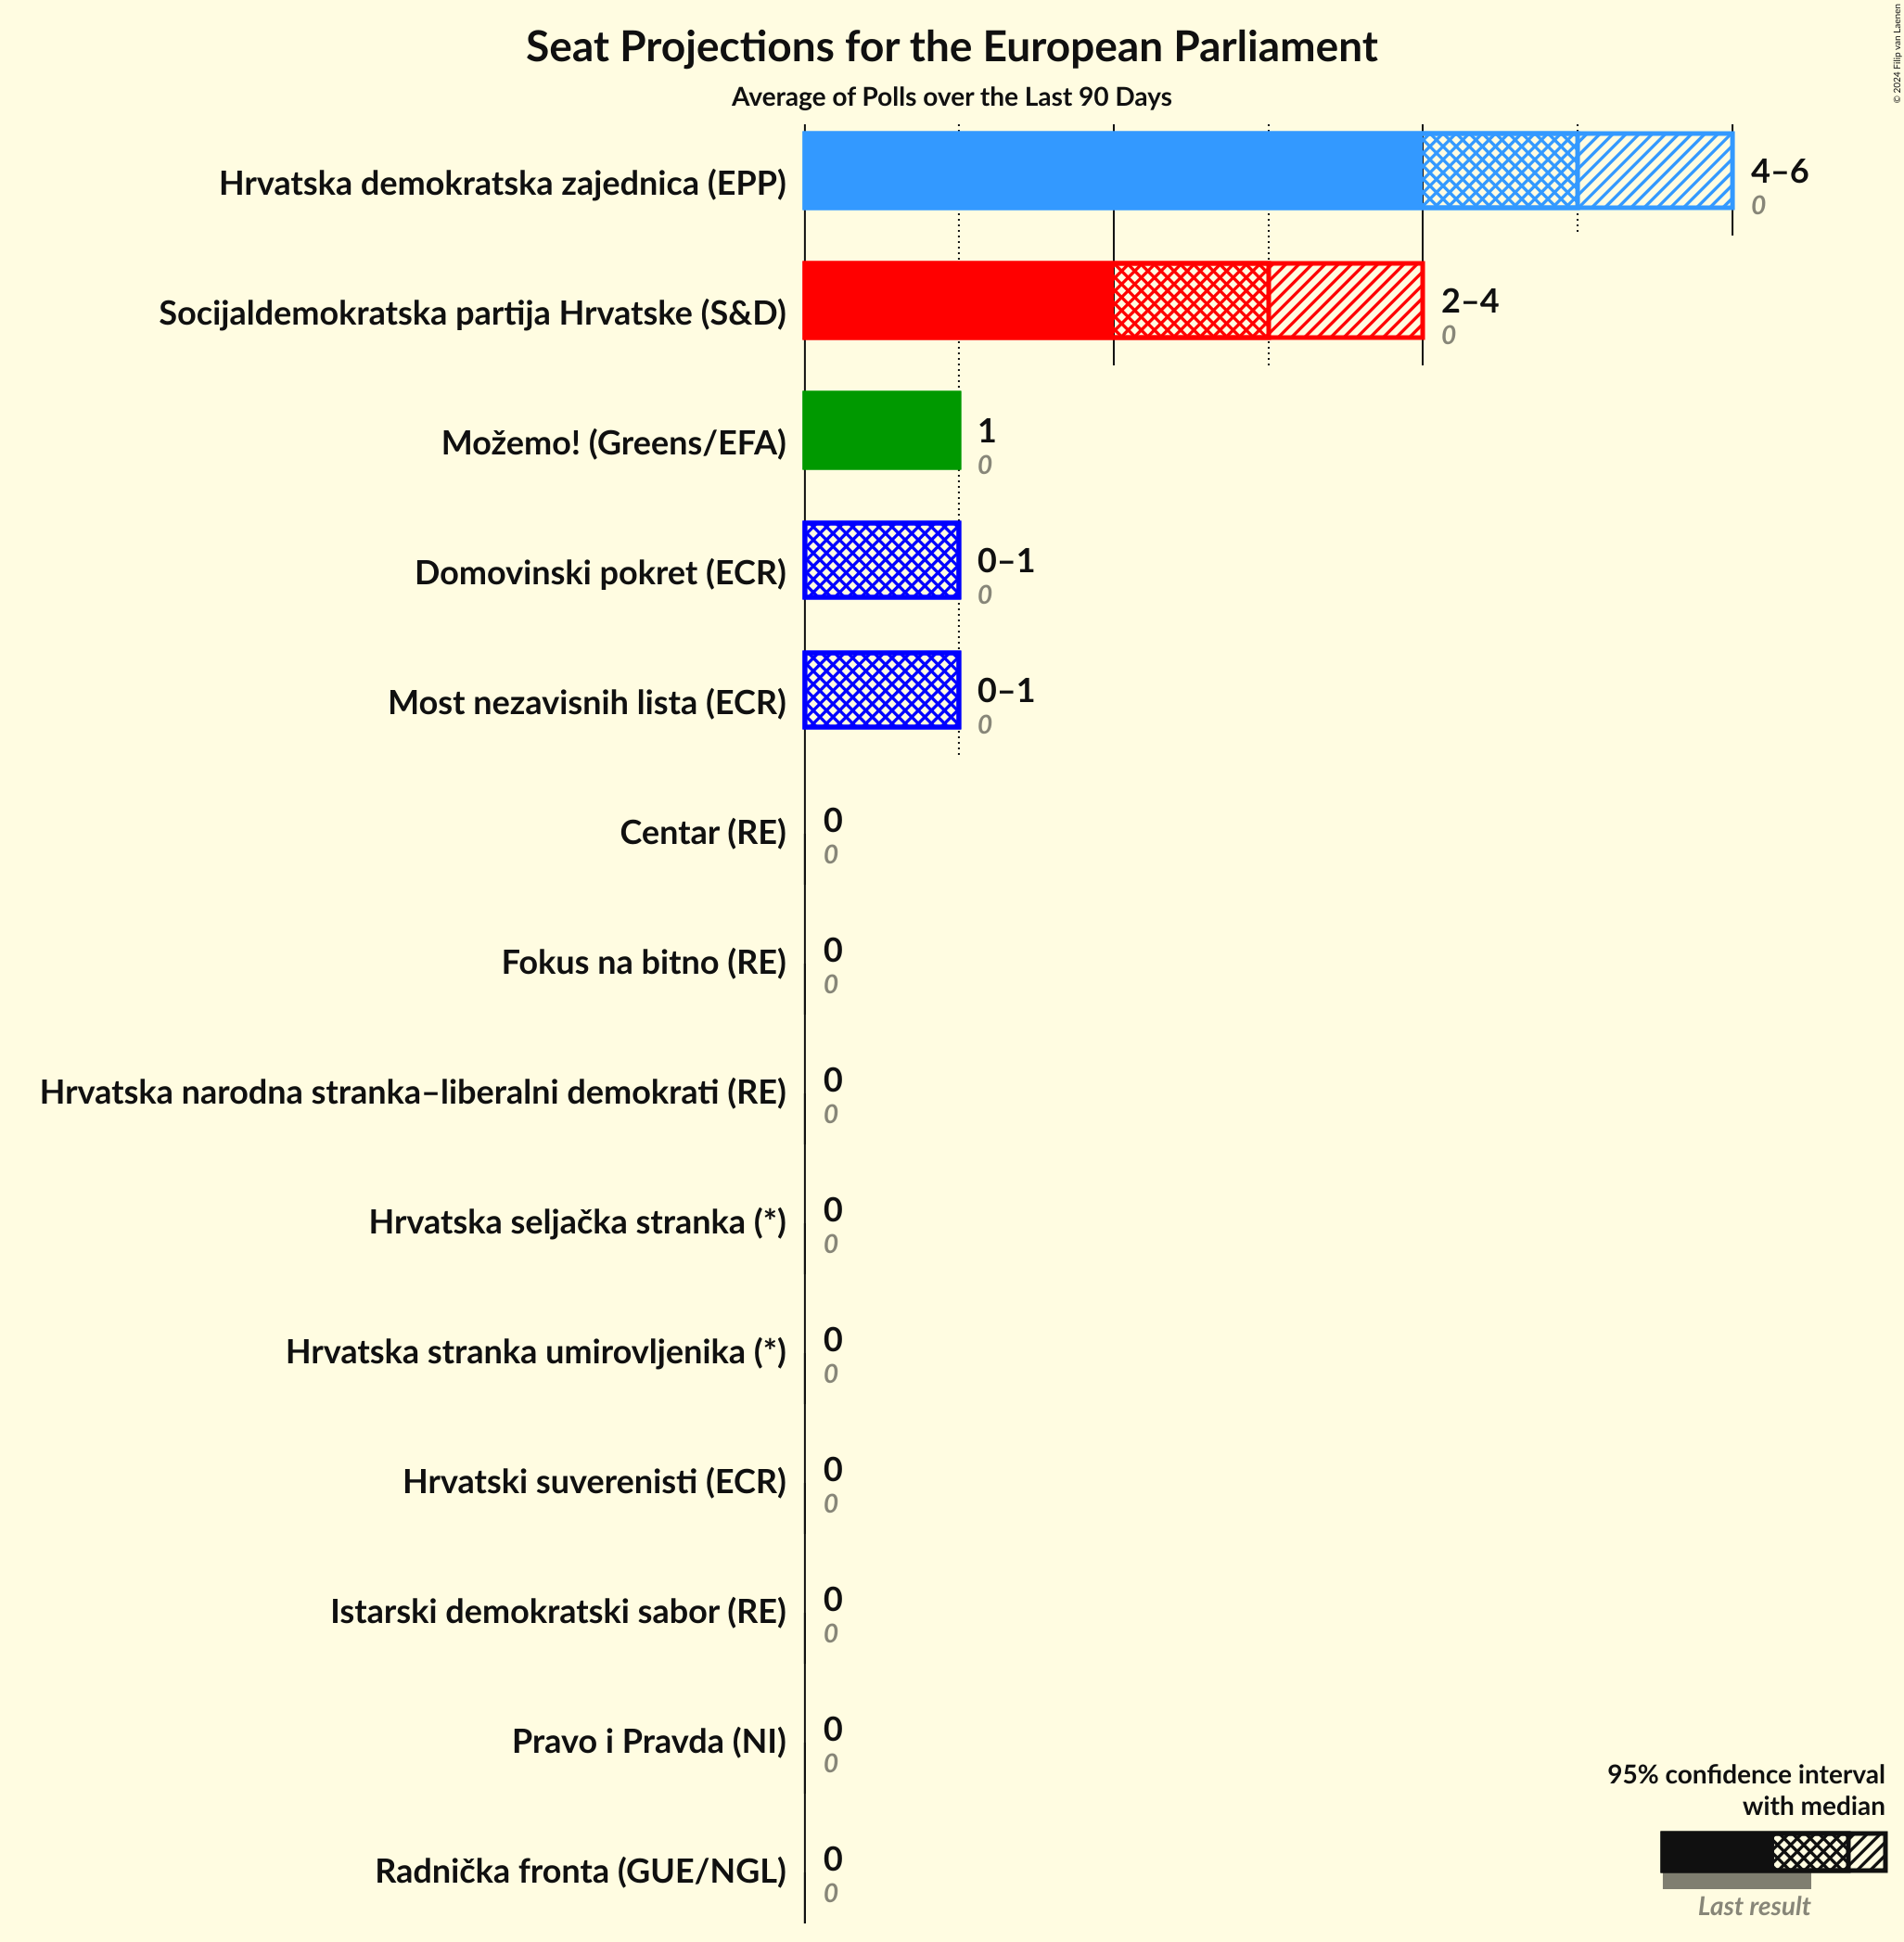 Seat Projections for the European Parliament
Average of Polls over the Last 90 Days
© 2024 Filip van Laenen
Hrvatska demokratska zajednica (EPP)
4–6
0
Socijaldemokratska partija Hrvatske (S&D)
2–4
0
Možemo! (Greens/EFA)
1
0
Domovinski pokret (ECR)
0–1
0
Most nezavisnih lista (ECR)
0–1
0
Centar (RE)
0
0
Fokus na bitno (RE)
0
0
Hrvatska narodna stranka–liberalni demokrati (RE)
0
0
Hrvatska seljačka stranka (*)
0
0
Hrvatska stranka umirovljenika (*)
0
0
Hrvatski suverenisti (ECR)
0
0
Istarski demokratski sabor (RE)
0
0
Pravo i Pravda (NI)
0
0
Radnička fronta (GUE/NGL)
0
0
95% confidence interval
with median
Last result